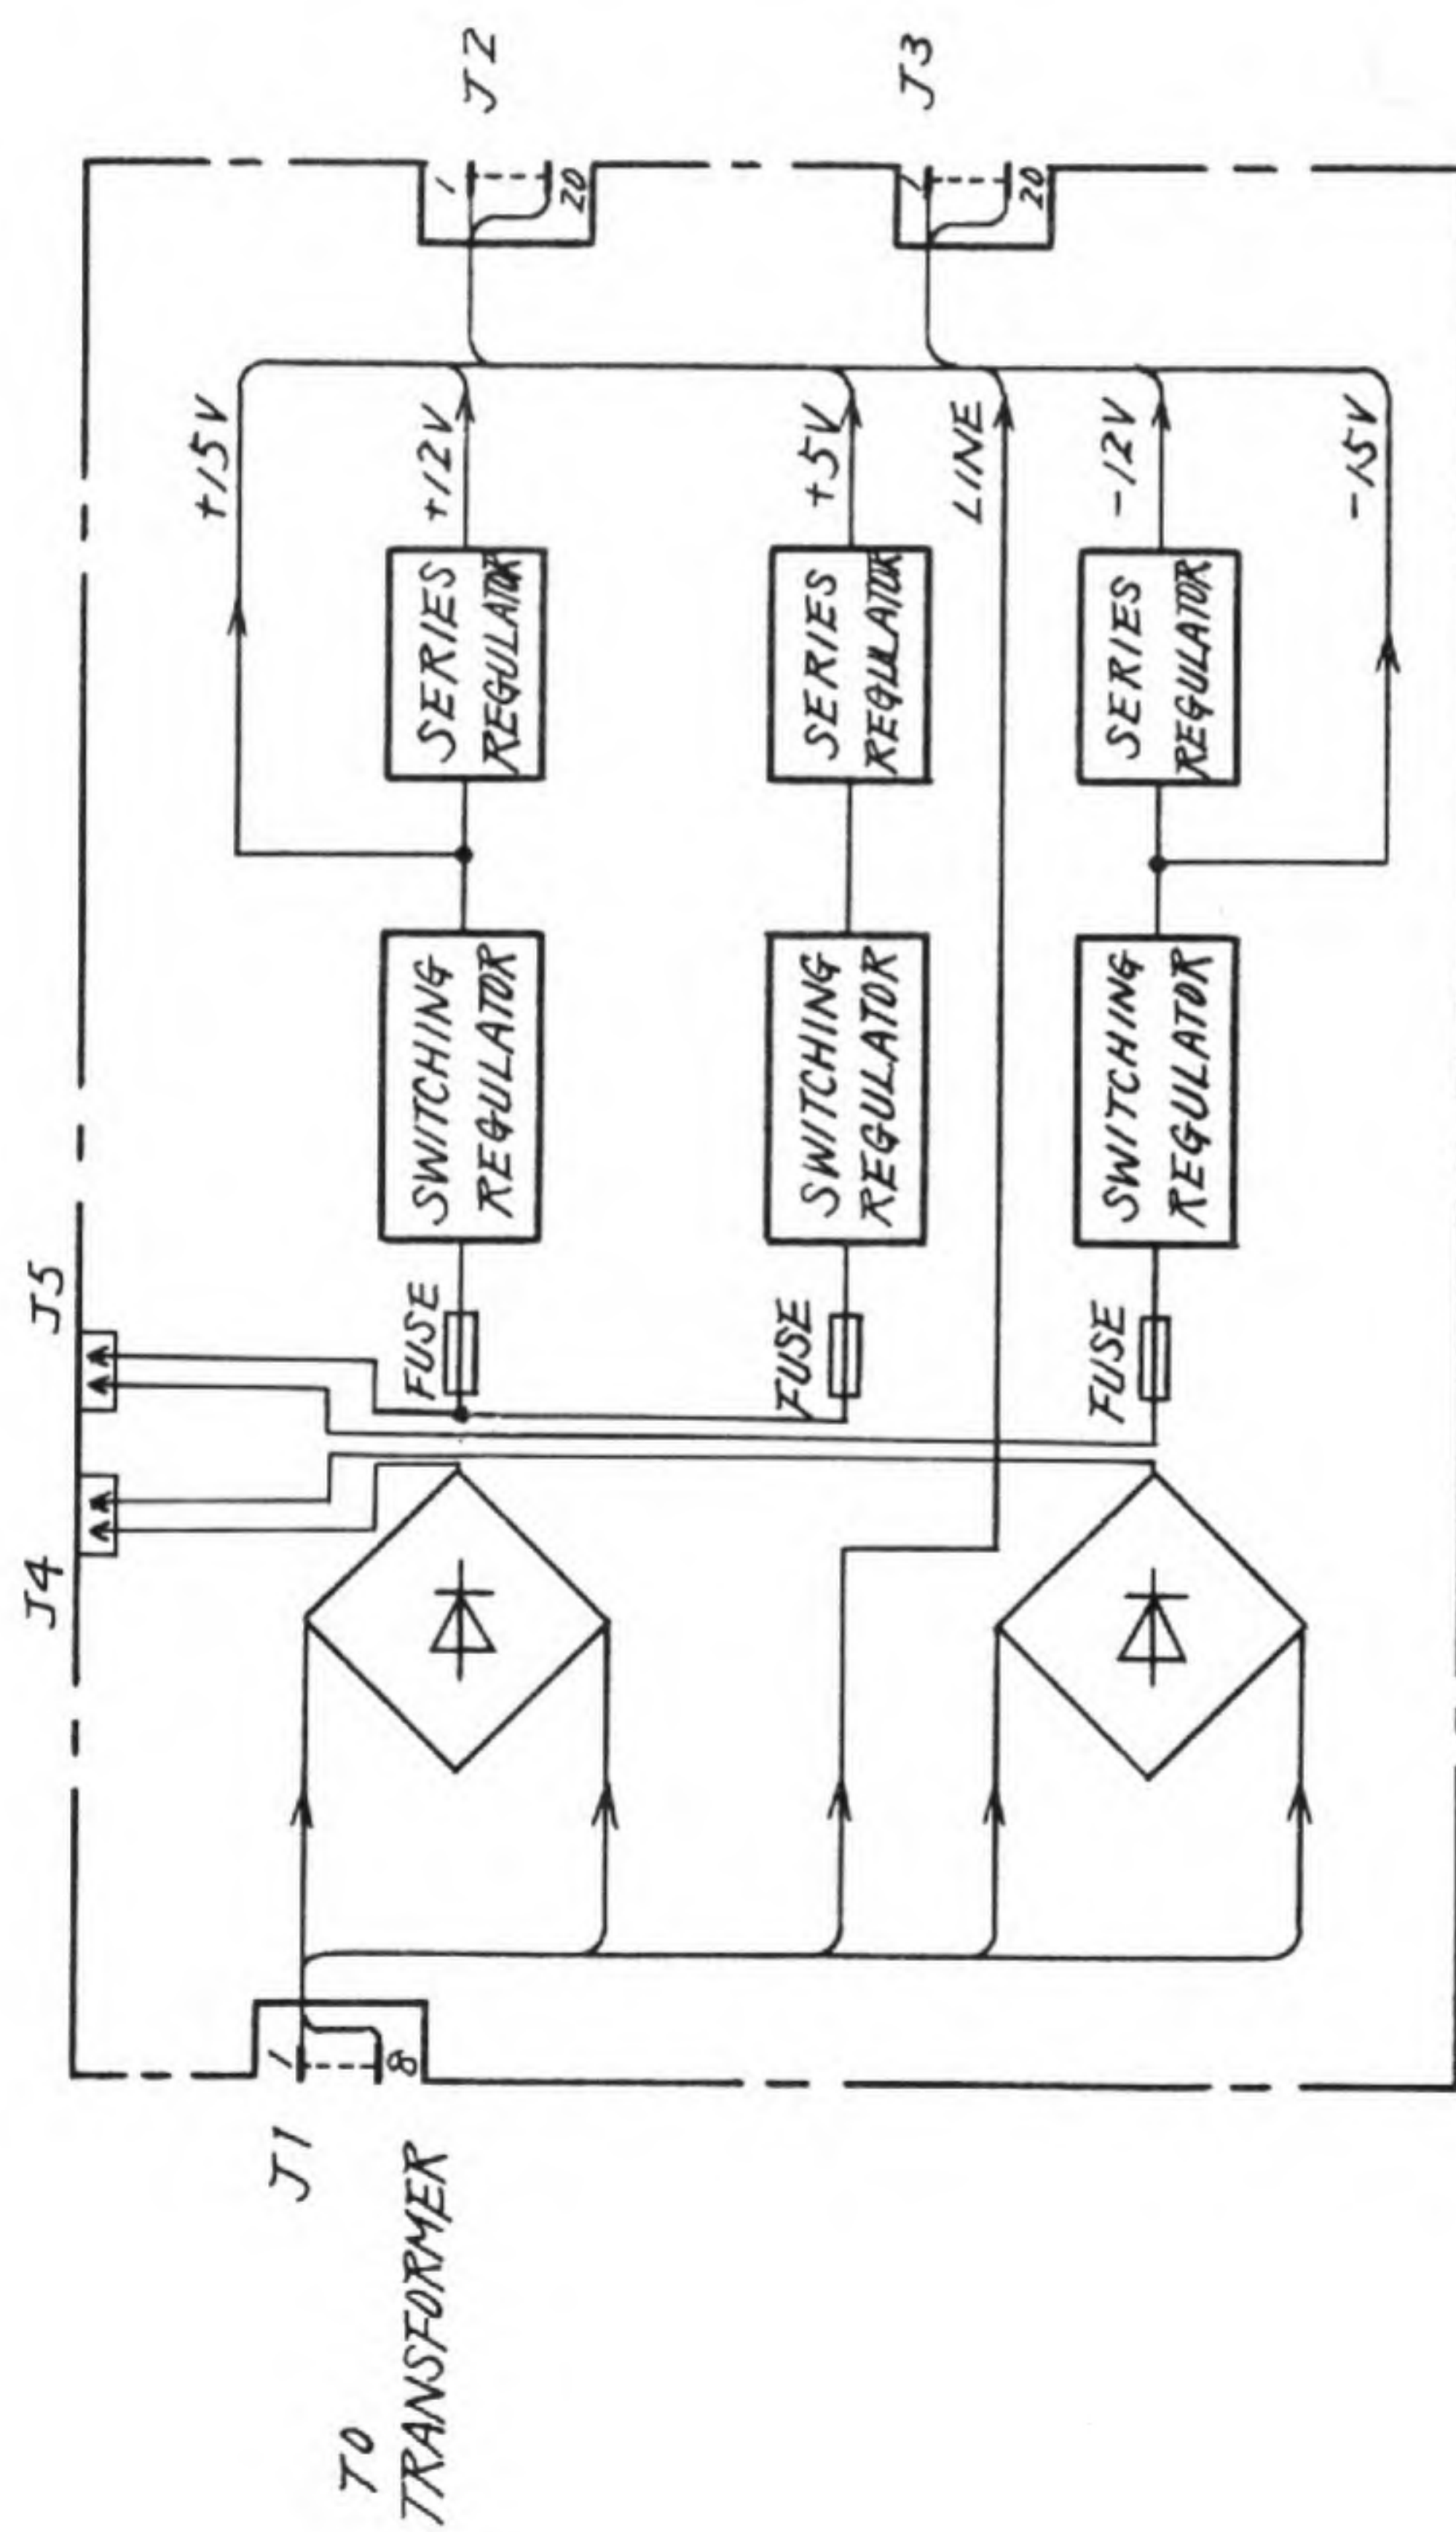 J4
J5
J1
1
8
TO
TRANSFORMER
FUSE
SWITCHING
REGULATOR
SERIES
REGULATOR
+15V
+12V
1
20
J2
FUSE
SWITCHING
REGULATOR
SERIES
REGULATOR
+5V
LINE
1
20
J3
FUSE
SWITCHING
REGULATOR
SERIES
REGULATOR
-12V
-15V